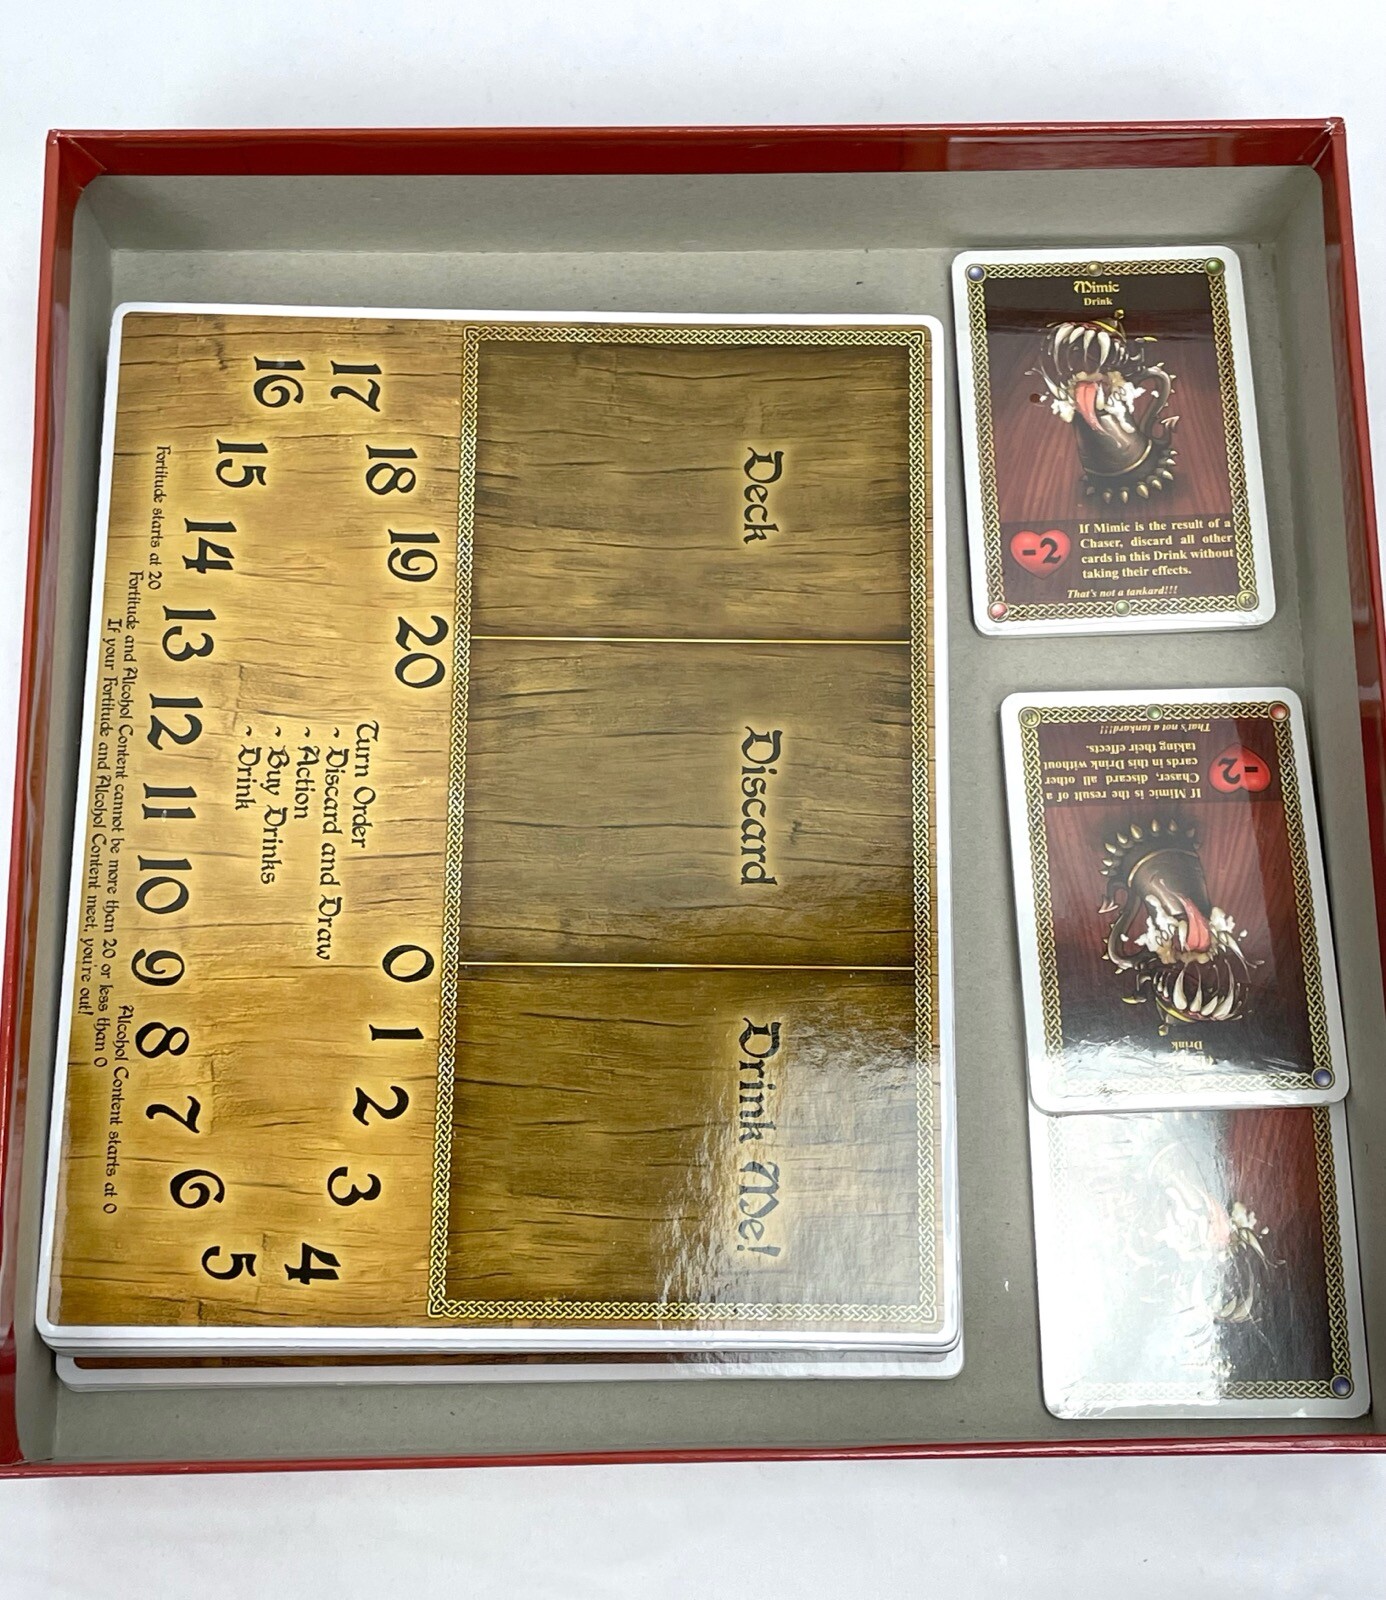 Deck
Discard
Drink Me!
17 18 19 20
16 15 14 13 12 11 10 9 8 7 6 5
0 1 2 3 4
Turn Order
- Discard and Draw
- Action
- Buy Drinks
- Drink
Fortitude starts at 20
Alcohol Content starts at 0
Fortitude and Alcohol Content cannot be more than 20 or less than 0
If your Fortitude and Alcohol Content meet, you're out!
Mimic
Drink
-2
If Mimic is the result of a
Chaser, discard all other
cards in this Drink without
taking their effects.
That's not a tankard!!!
Drink
-2
If Mimic is the result of a
Chaser, discard all other
cards in this Drink without
taking their effects.
That's not a tankard!!!